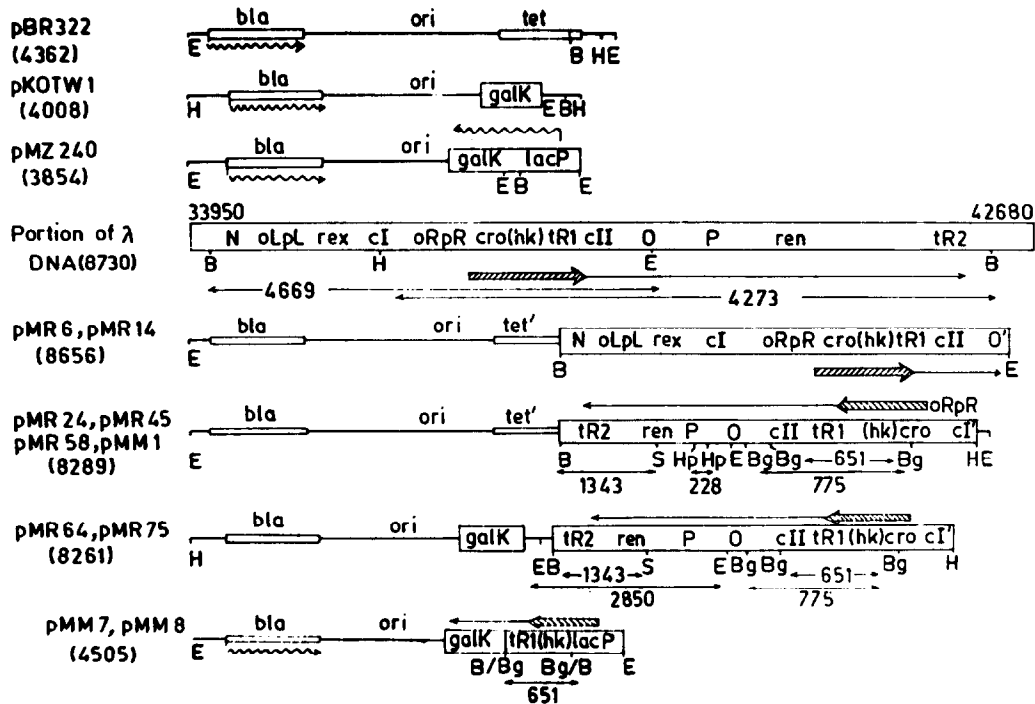 bla ori tet
pBR322
(4362)
E B HE
bla ori
pKOTW1
(4008)
galK
H E B H
bla ori
pMZ240
(3854)
galK lacP
E E B E
33950 42680
Portion of λ
DNA(8730)
N oLpL rex cI oRpR cro(hk) tR1 cII O P ren tR2
B H E B
4669 4273
pMR6, pMR14
(8656)
bla ori tet'
N oLpL rex cI oRpR cro(hk)tR1 cII O'
E B E
pMR24, pMR45
pMR58, pMM1
(8289)
bla ori tet'
oRpR
tR2 ren P O cII tR1 (hk)cro cI'
E B S Hp Hp E Bg Bg 651 Bg HE
1343 228 775
pMR64, pMR75
(8261)
bla ori galK
tR2 ren P O cII tR1(hk)cro cI'
H EB 1343 S E Bg Bg 651 Bg H
2850 775
pMM7, pMM8
(4505)
bla ori
galK tR1(hk)lacP
E B/Bg Bg/B E
651